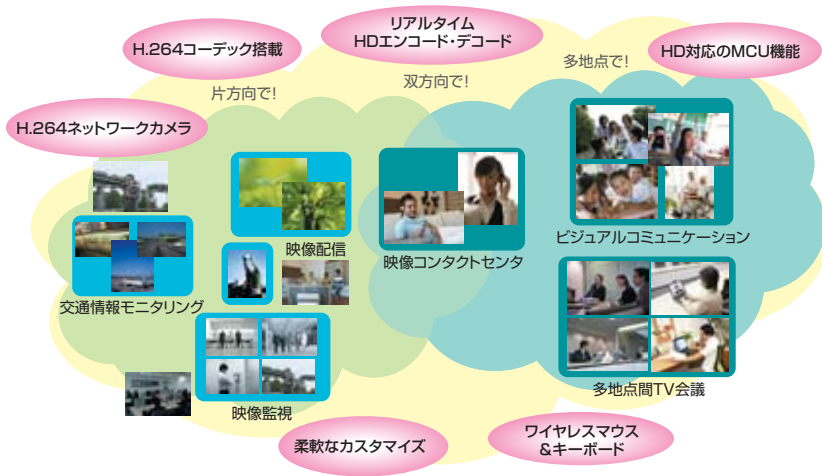 リアルタイム
HDエンコード・デコード
H.264コーデック搭載
HD対応のMCU機能
多地点で!
双方向で!
片方向で!
H.264ネットワークカメラ
映像配信
映像コンタクトセンタ
ビジュアルコミュニケーション
交通情報モニタリング
映像監視
多地点間TV会議
柔軟なカスタマイズ
ワイヤレスマウス
&キーボード